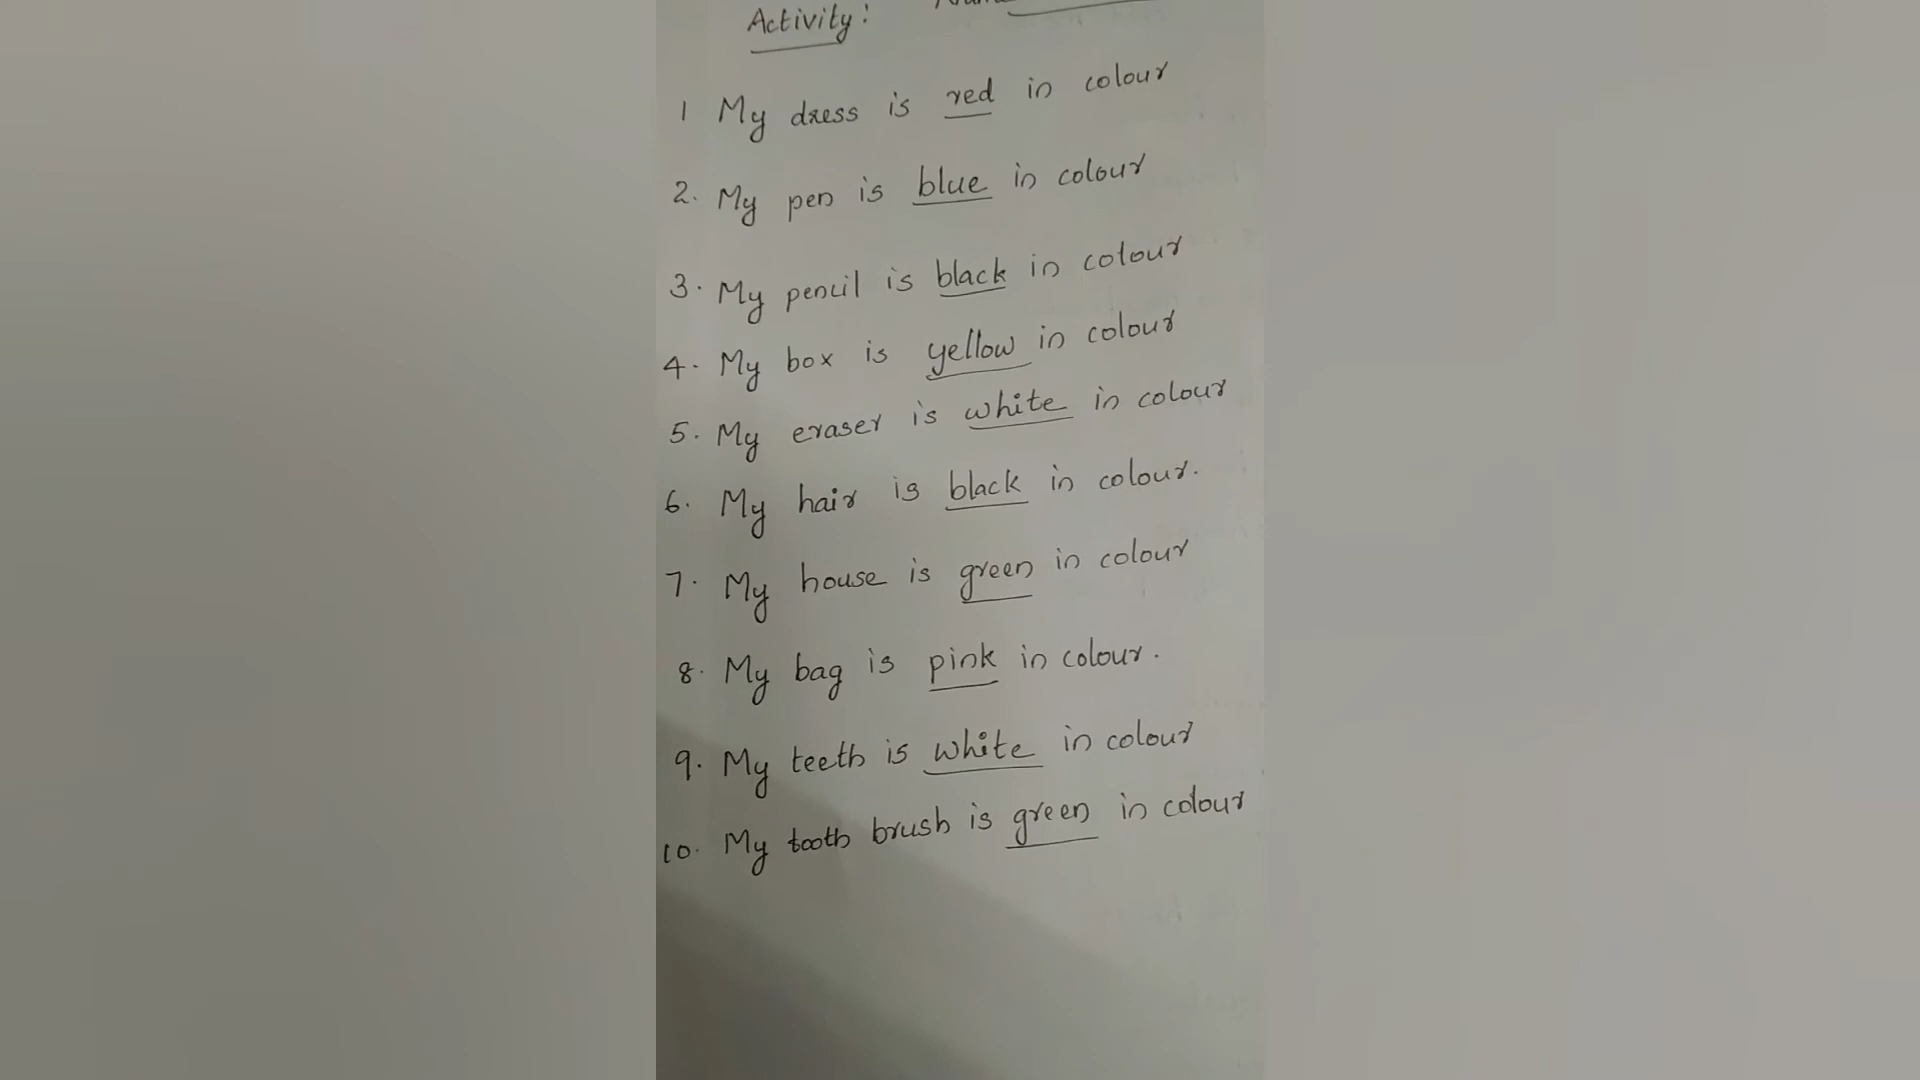 Activity:
1 My dress is red in colour
2. My pen is blue in colour
3. My pencil is black in colour
4. My box is yellow in colour
5. My eraser is white in colour
6. My hair is black in colour.
7. My house is green in colour
8. My bag is pink in colour.
9. My teeth is white in colour
10. My tooth brush is green in colour